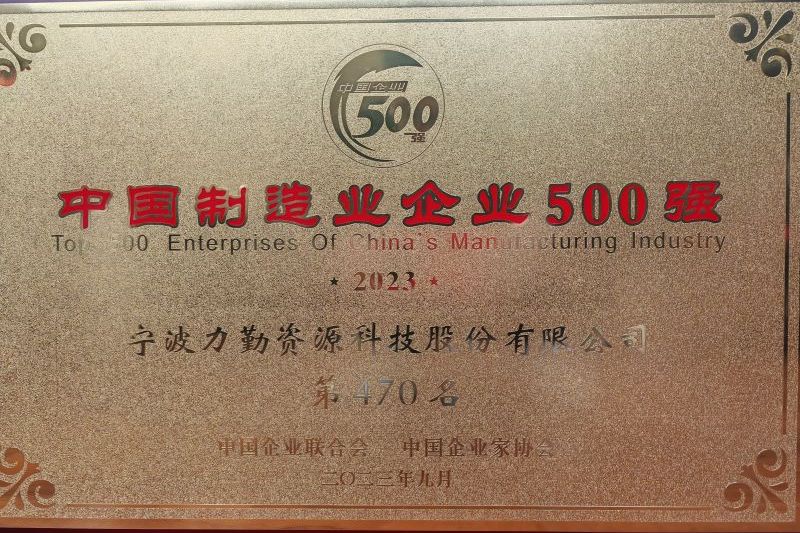 中国企业
500
强
中国制造业企业500强
Top 500 Enterprises Of China's Manufacturing Industry
★ 2023 ★
宁波力勤资源科技股份有限公司
第 470 名
中国企业联合会 中国企业家协会
二〇二三年九月